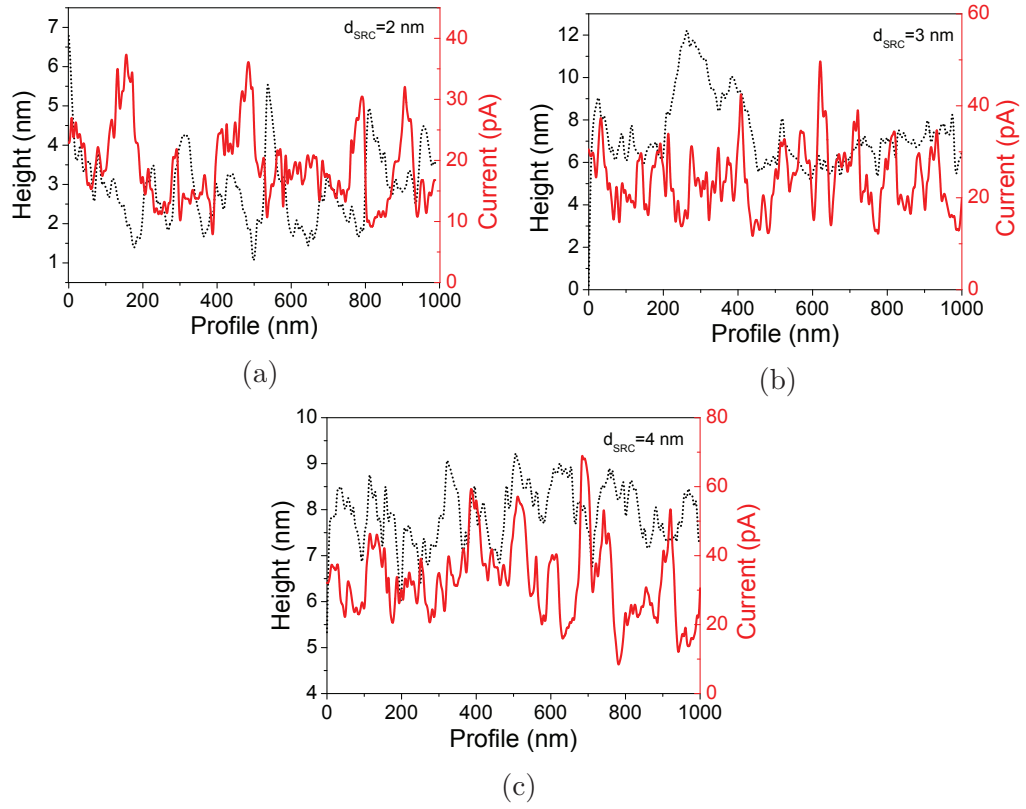 d_SRC=2 nm
Height (nm)
7
6
5
4
3
2
1
Current (pA)
40
30
20
10
0
0 200 400 600 800 1000
Profile (nm)
(a)
d_SRC=3 nm
Height (nm)
12
10
8
6
4
2
0
Current (pA)
60
40
20
0
0 200 400 600 800 1000
Profile (nm)
(b)
d_SRC=4 nm
Height (nm)
10
9
8
7
6
5
4
Current (pA)
80
60
40
20
0
0 200 400 600 800 1000
Profile (nm)
(c)